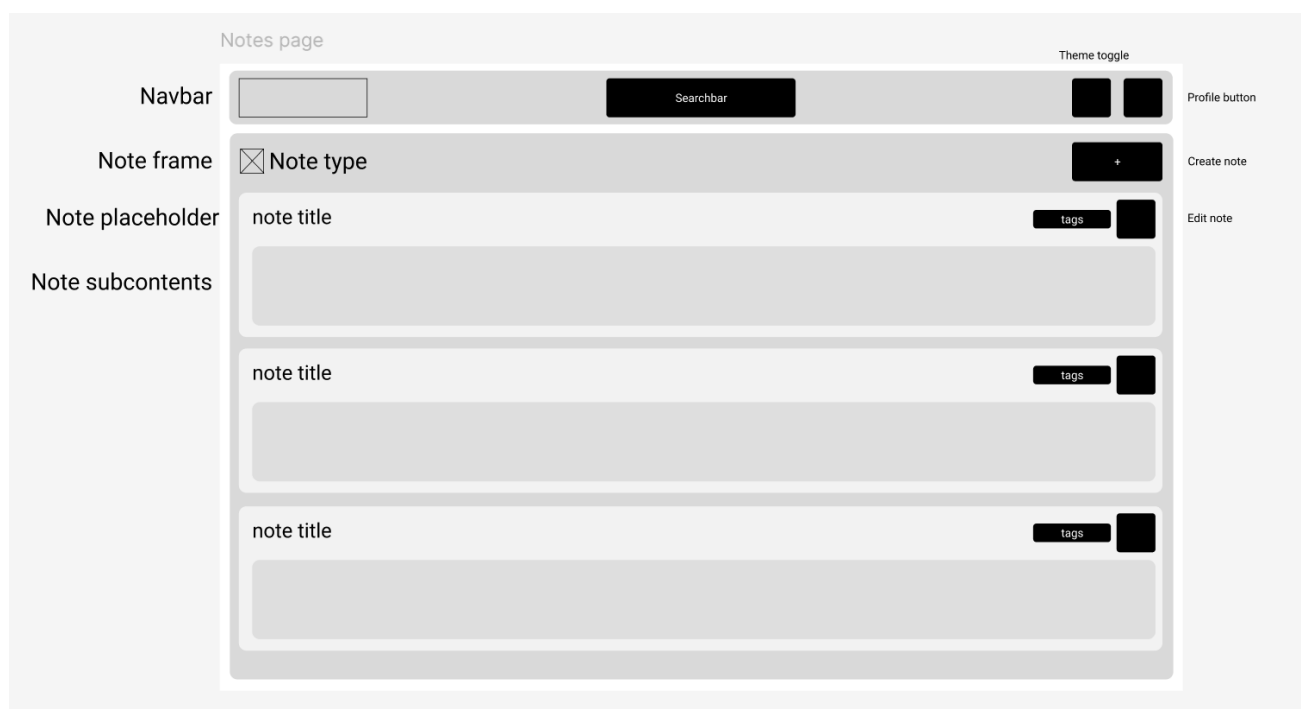 Notes page
Theme toggle
Navbar
Searchbar
Profile button
Note frame
Note type
+
Create note
Note placeholder
note title
tags
Edit note
Note subcontents
note title
tags
note title
tags